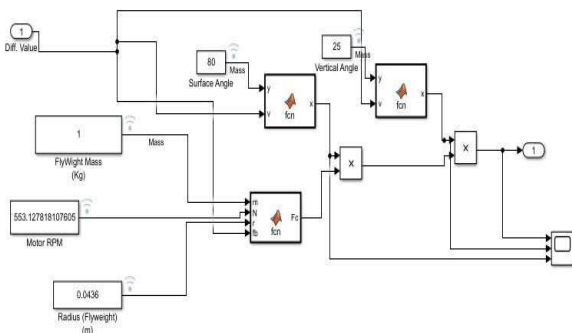 1
Diff. Value
80
Mass
Surface Angle
y
v
fcn
x
25
Mass
Vertical Angle
y
v
fcn
x
1
FlyWight Mass
(Kg)
Mass
×
×
1
553.127818107605
Motor RPM
m
N
r
fb
fcn
Fc
0.0436
Radius (Flyweight)
(m)